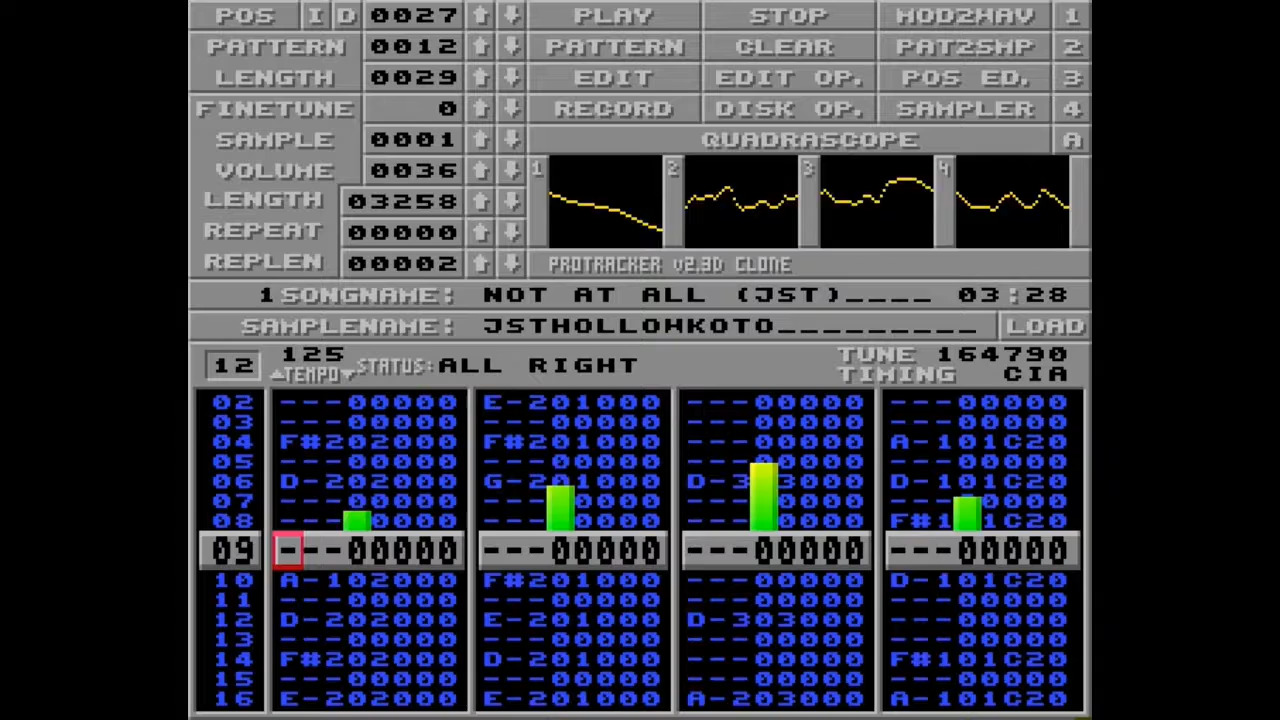 POS I D 0027 PLAY STOP MOD2WAV 1
PATTERN 0012 PATTERN CLEAR PAT2SMP 2
LENGTH 0029 EDIT EDIT OP. POS ED. 3
FINETUNE 0 RECORD DISK OP. SAMPLER 4
SAMPLE 0001 QUADRASCOPE A
VOLUME 0036 1 2 3 4
LENGTH 03258
REPEAT 00000
REPLEN 00002 PROTRACKER V2.3D CLONE
1 SONGNAME: NOT AT ALL (JST)____ 03:28
SAMPLENAME: JSTHOLLOWKOTO_________ LOAD
12 125 TEMPO STATUS: ALL RIGHT TUNE 164790
TIMING CIA
02 ---00000 E-201000 ---00000 ---00000
03 ---00000 ---00000 ---00000 ---00000
04 F#202000 F#201000 ---00000 A-101C20
05 ---00000 ---00000 ---00000 ---00000
06 D-202000 G-201000 D-303000 D-101C20
07 ---00000 ---00000 ---00000 ---00000
08 ---00000 ---00000 ---00000 F#101C20
09 ---00000 ---00000 ---00000 ---00000
10 A-102000 F#201000 ---00000 D-101C20
11 ---00000 ---00000 ---00000 ---00000
12 D-202000 E-201000 D-303000 ---00000
13 ---00000 ---00000 ---00000 ---00000
14 F#202000 D-201000 ---00000 F#101C20
15 ---00000 ---00000 ---00000 ---00000
16 E-202000 E-201000 A-203000 A-101C20